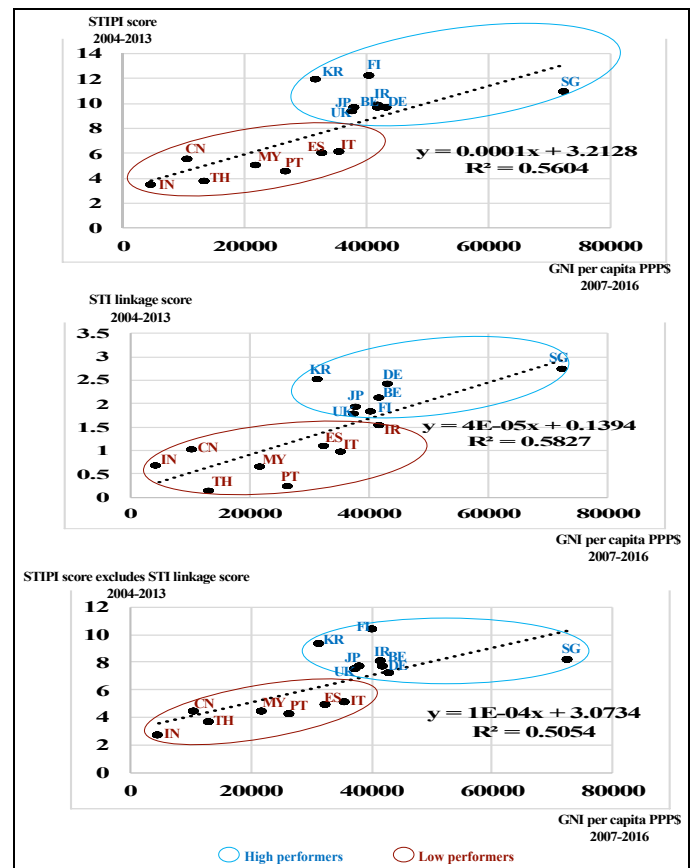 STIPI score
2004-2013
14
12
10
8
6
4
2
0
KR
FI
SG
IR
JP
BE
DE
UK
CN
ES
IT
MY
PT
IN
TH
y = 0.0001x + 3.2128
R² = 0.5604
0 20000 40000 60000 80000
GNI per capita PPP$
2007-2016
STI linkage score
2004-2013
3.5
3
2.5
2
1.5
1
0.5
0
SG
KR
DE
JP
BE
UK
FI
IR
ES
IT
CN
IN
MY
TH
PT
y = 4E-05x + 0.1394
R² = 0.5827
0 20000 40000 60000 80000
GNI per capita PPP$
2007-2016
STIPI score excludes STI linkage score
2004-2013
12
10
8
6
4
2
0
FI
KR
IR
BE
JP
SG
UK
DE
CN
MY
PT
ES
IT
TH
IN
y = 1E-04x + 3.0734
R² = 0.5054
0 20000 40000 60000 80000
GNI per capita PPP$
2007-2016
High performers Low performers